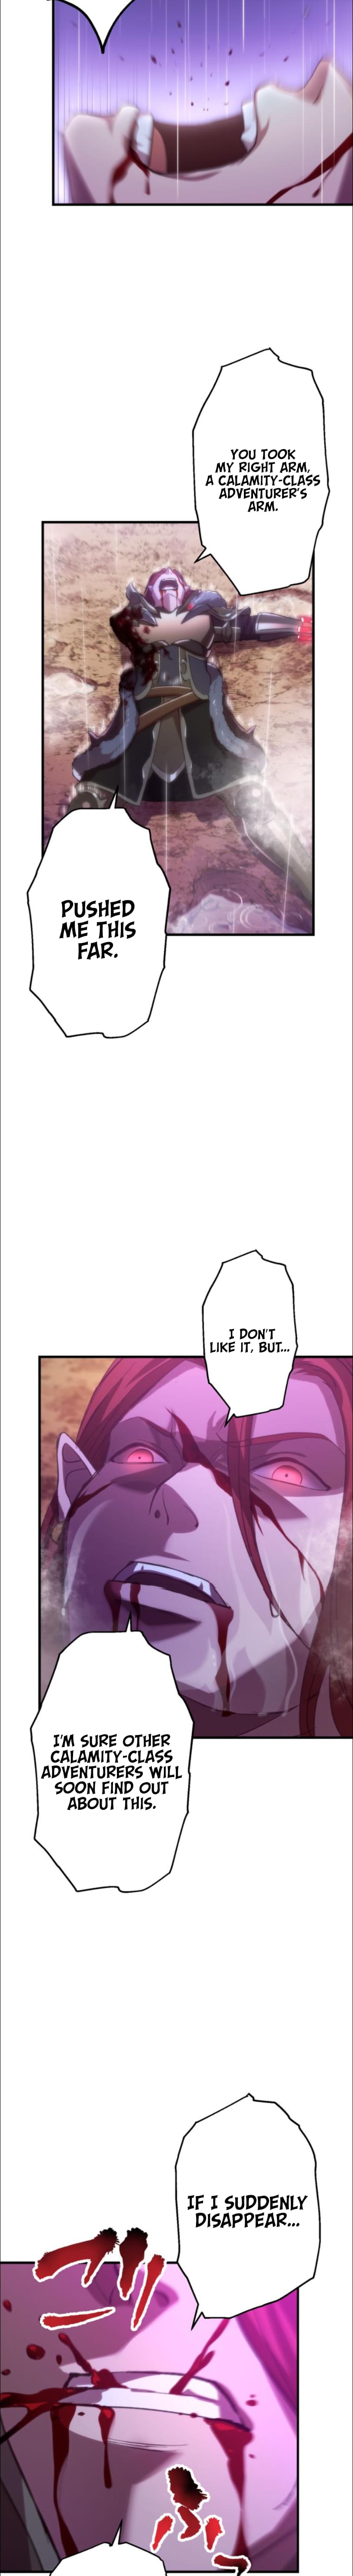 YOU TOOK
MY RIGHT ARM,
A CALAMITY-CLASS
ADVENTURER'S
ARM.
PUSHED
ME THIS
FAR.
I DON'T
LIKE IT, BUT...
I'M SURE OTHER
CALAMITY-CLASS
ADVENTURERS WILL
SOON FIND OUT
ABOUT THIS.
IF I SUDDENLY
DISAPPEAR...